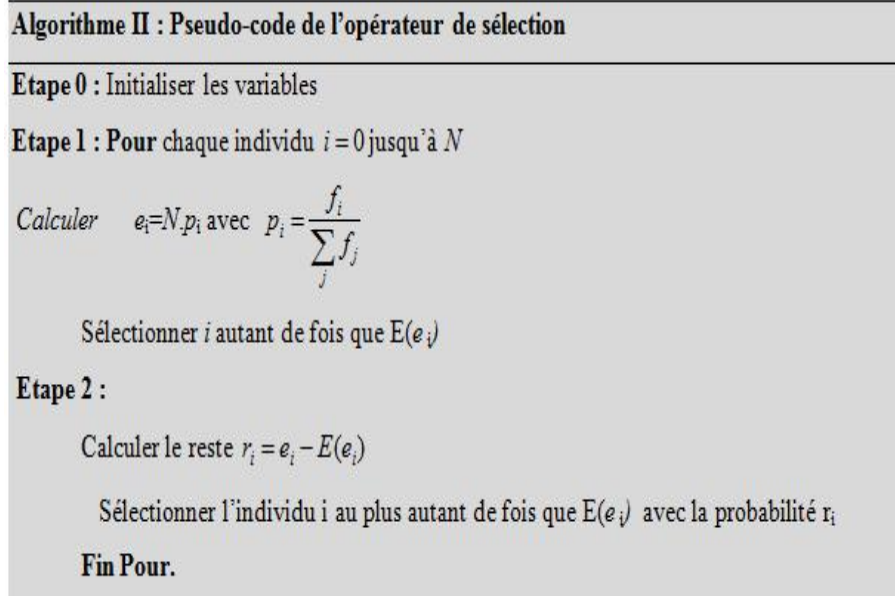 Algorithme II : Pseudo-code de l'opérateur de sélection
Etape 0 : Initialiser les variables
Etape 1 : Pour chaque individu i = 0 jusqu'à N
Calculer e_i=N.p_i avec p_i = \frac{f_i}{\sum_j f_j}
Sélectionner i autant de fois que E(e_i)
Etape 2 :
Calculer le reste r_i = e_i – E(e_i)
Sélectionner l'individu i au plus autant de fois que E(e_i) avec la probabilité r_i
Fin Pour.